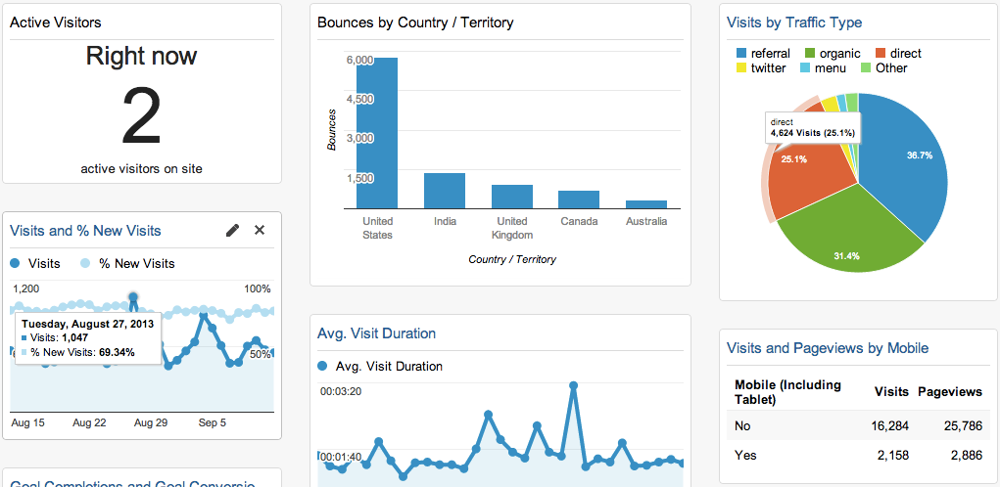 Active Visitors
Right now
2
active visitors on site
Visits and % New Visits
Visits % New Visits
1,200 100%
Tuesday, August 27, 2013
Visits: 1,047
% New Visits: 69.34%
50%
Aug 15 Aug 22 Aug 29 Sep 5
Goal Completions and Goal Conversio
Bounces by Country / Territory
Bounces
6,000
4,500
3,000
1,500
United States
India
United Kingdom
Canada
Australia
Country / Territory
Avg. Visit Duration
Avg. Visit Duration
00:03:20
00:01:40
Visits by Traffic Type
referral organic direct
twitter menu Other
direct
4,624 Visits (25.1%)
36.7%
25.1%
31.4%
Visits and Pageviews by Mobile
Mobile (Including Tablet) Visits Pageviews
No 16,284 25,786
Yes 2,158 2,886